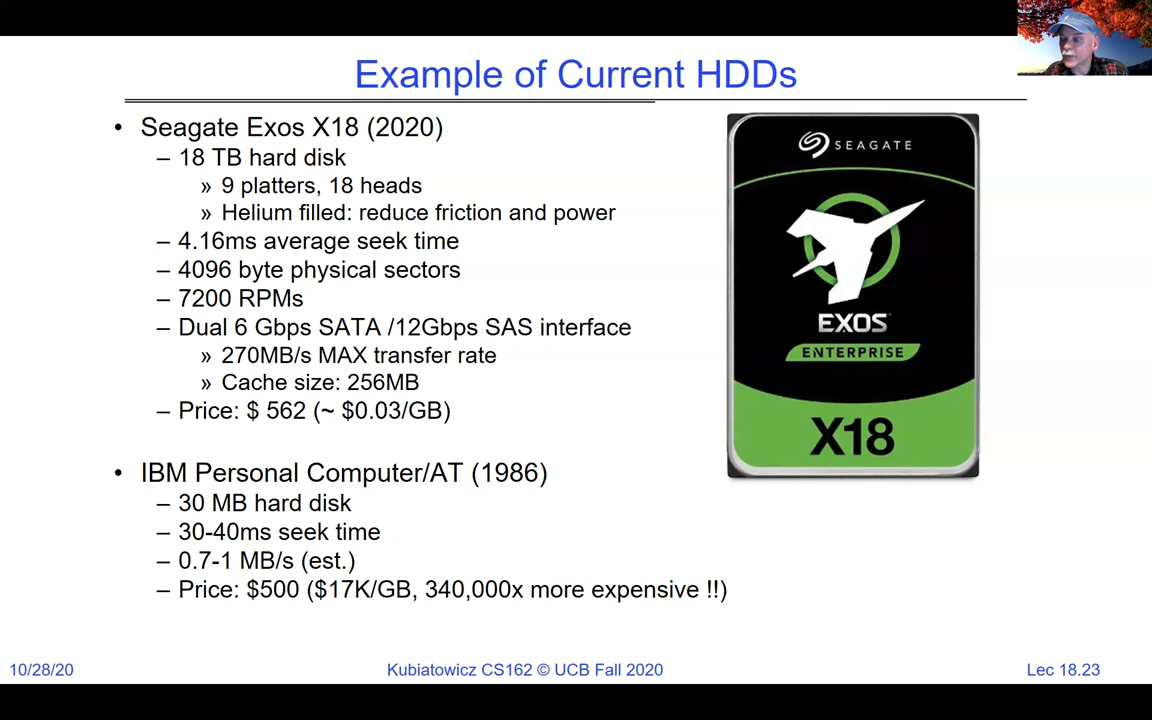 Example of Current HDDs
• Seagate Exos X18 (2020)
– 18 TB hard disk
» 9 platters, 18 heads
» Helium filled: reduce friction and power
– 4.16ms average seek time
– 4096 byte physical sectors
– 7200 RPMs
– Dual 6 Gbps SATA /12Gbps SAS interface
» 270MB/s MAX transfer rate
» Cache size: 256MB
– Price: $ 562 (~ $0.03/GB)
• IBM Personal Computer/AT (1986)
– 30 MB hard disk
– 30-40ms seek time
– 0.7-1 MB/s (est.)
– Price: $500 ($17K/GB, 340,000x more expensive !!)
SEAGATE
EXOS
ENTERPRISE
X18
10/28/20
Kubiatowicz CS162 © UCB Fall 2020
Lec 18.23